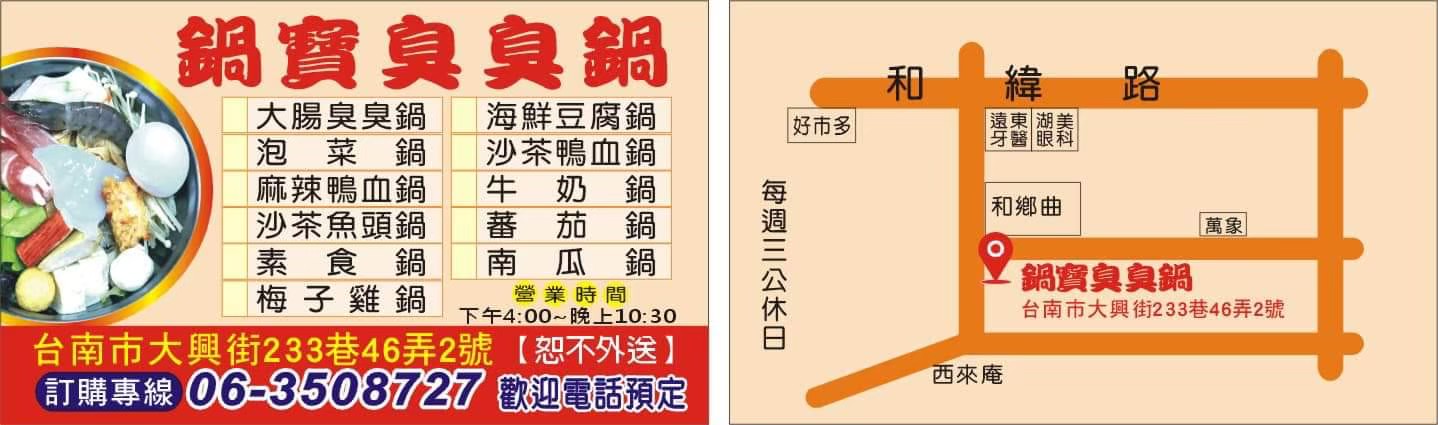 鍋寶臭臭鍋
大腸臭臭鍋
泡菜鍋
麻辣鴨血鍋
沙茶魚頭鍋
素食鍋
梅子雞鍋
海鮮豆腐鍋
沙茶鴨血鍋
牛奶鍋
蕃茄鍋
南瓜鍋
營業時間
下午4:00~晚上10:30
台南市大興街233巷46弄2號【恕不外送】
訂購專線 06-3508727 歡迎電話預定
和緯路
好市多
遠東牙醫
湖美眼科
和鄉曲
萬象
每週三公休日
鍋寶臭臭鍋
台南市大興街233巷46弄2號
西來庵